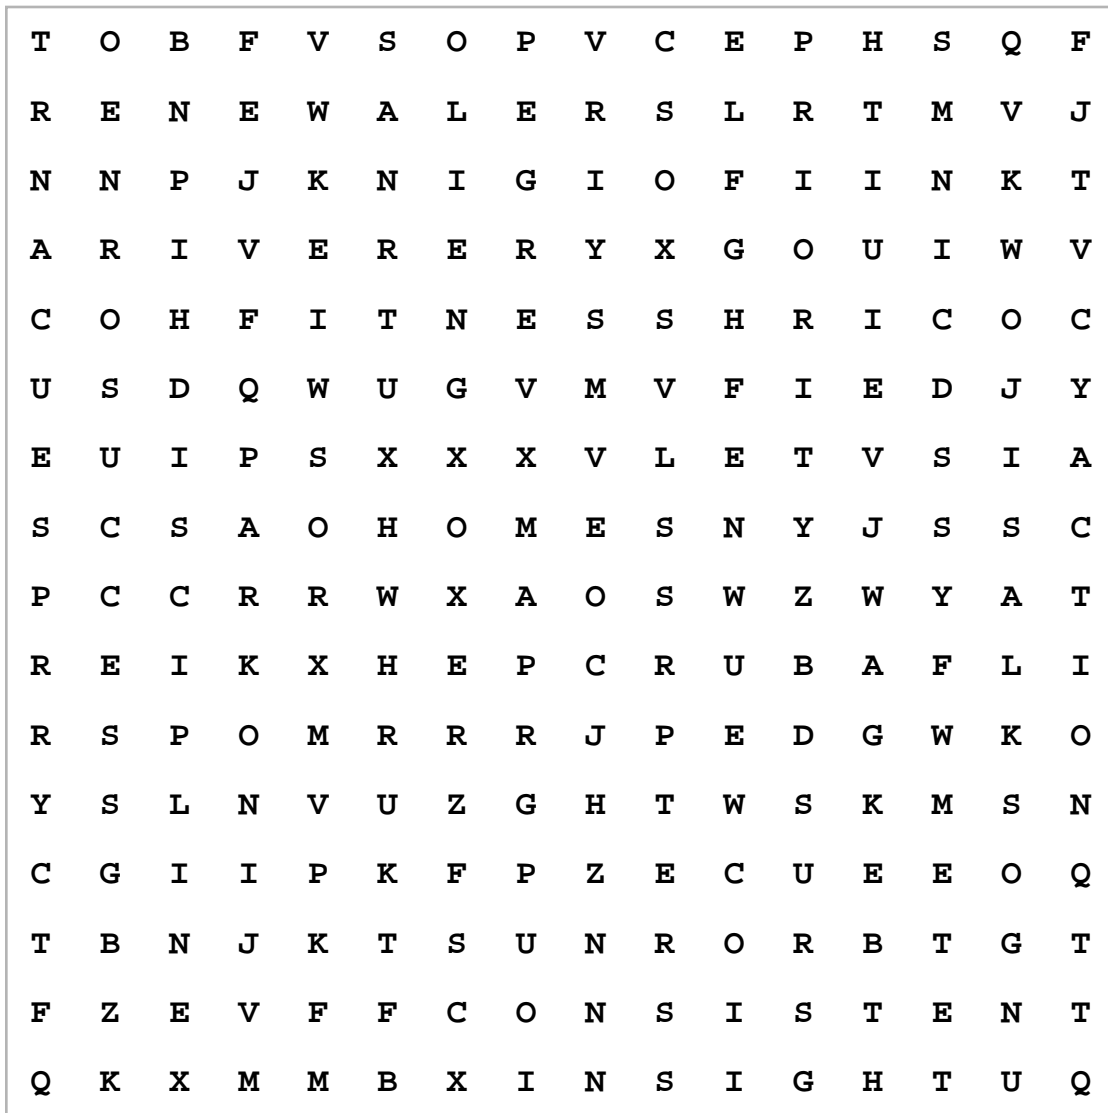 T O B F V S O P V C E P H S Q F
R E N E W A L E R S L R T M V J
N N P J K N I G I O F I I N K T
A R I V E R E R Y X G O U I W V
C O H F I T N E S S H R I C O C
U S D Q W U G V M V F I E D J Y
E U I P S X X X V L E T V S I A
S C S A O H O M E S N Y J S S C
P C C R R W X A O S W Z W Y A T
R E I K X H E P C R U B A F L I
R S P O M R R R J P E D G W K O
Y S L N V U Z G H T W S K M S N
C G I I P K F P Z E C U E E O Q
T B N J K T S U N R O R B T G T
F Z E V F F C O N S I S T E N T
Q K X M M B X I N S I G H T U Q